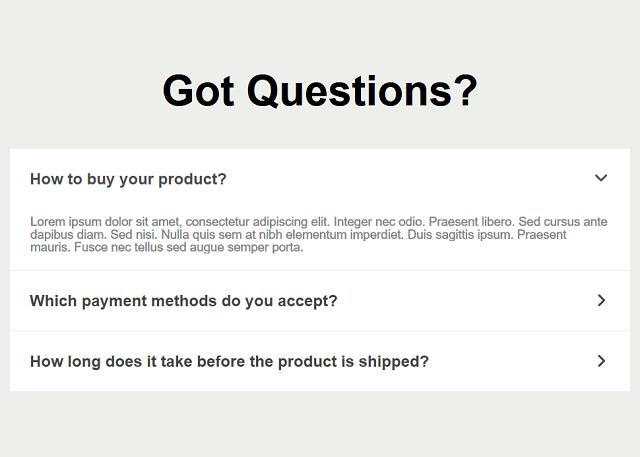 Got Questions?
How to buy your product?
Lorem ipsum dolor sit amet, consectetur adipiscing elit. Integer nec odio. Praesent libero. Sed cursus ante
dapibus diam. Sed nisi. Nulla quis sem at nibh elementum imperdiet. Duis sagittis ipsum. Praesent
mauris. Fusce nec tellus sed augue semper porta.
Which payment methods do you accept?
How long does it take before the product is shipped?